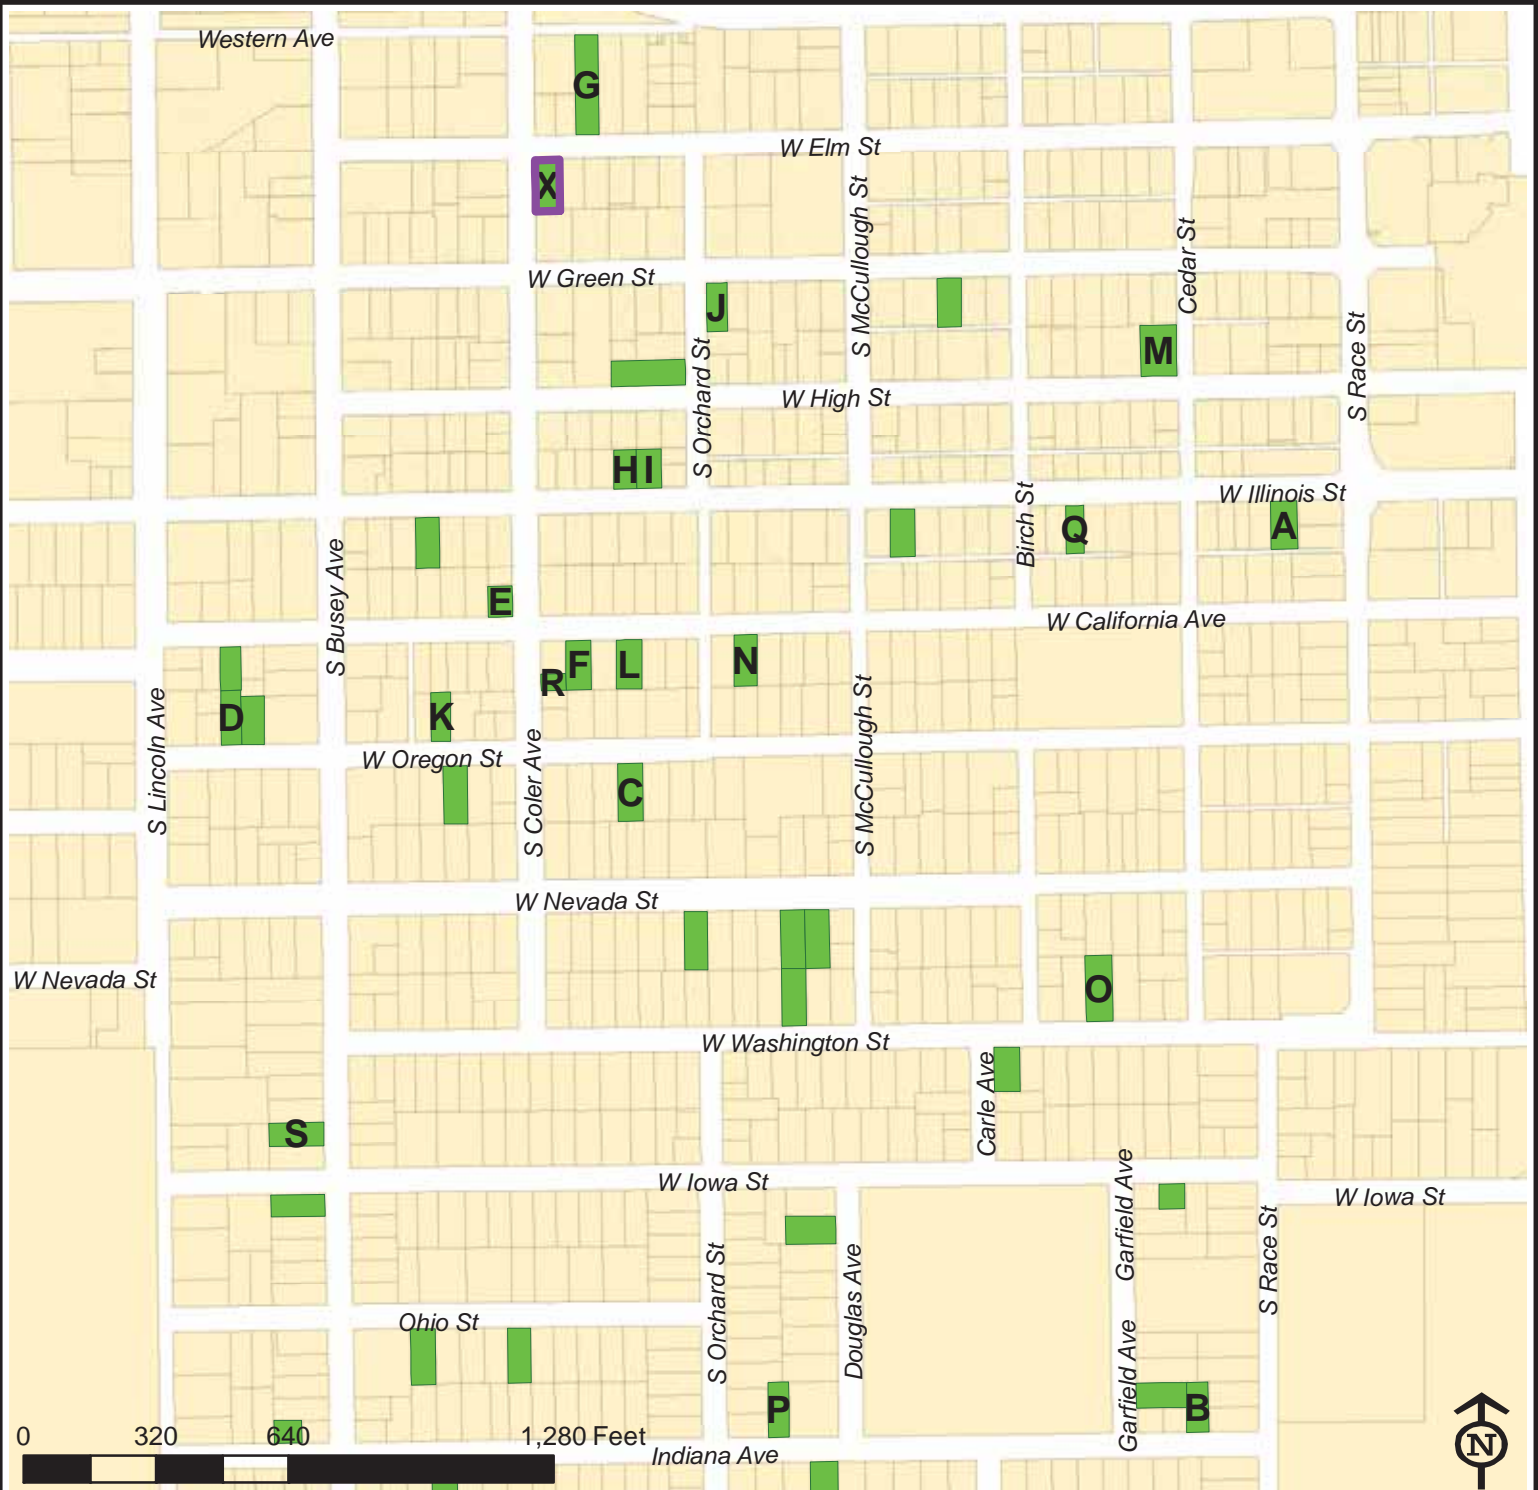 Western Ave
G
W Elm St
X
S McCullough St
Cedar St
W Green St
J
S Race St
M
S Orchard St
W High St
H I
W Illinois St
Birch St
Q
A
S Busey Ave
E
W California Ave
R
F
L
N
D
K
S Lincoln Ave
W Oregon St
S Coler Ave
C
S McCullough St
W Nevada St
W Nevada St
O
W Washington St
Carle Ave
S
W Iowa St
Garfield Ave
W Iowa St
S Orchard St
Douglas Ave
S Race St
Ohio St
Garfield Ave
P
B
0 320 640 1,280 Feet
Indiana Ave
N